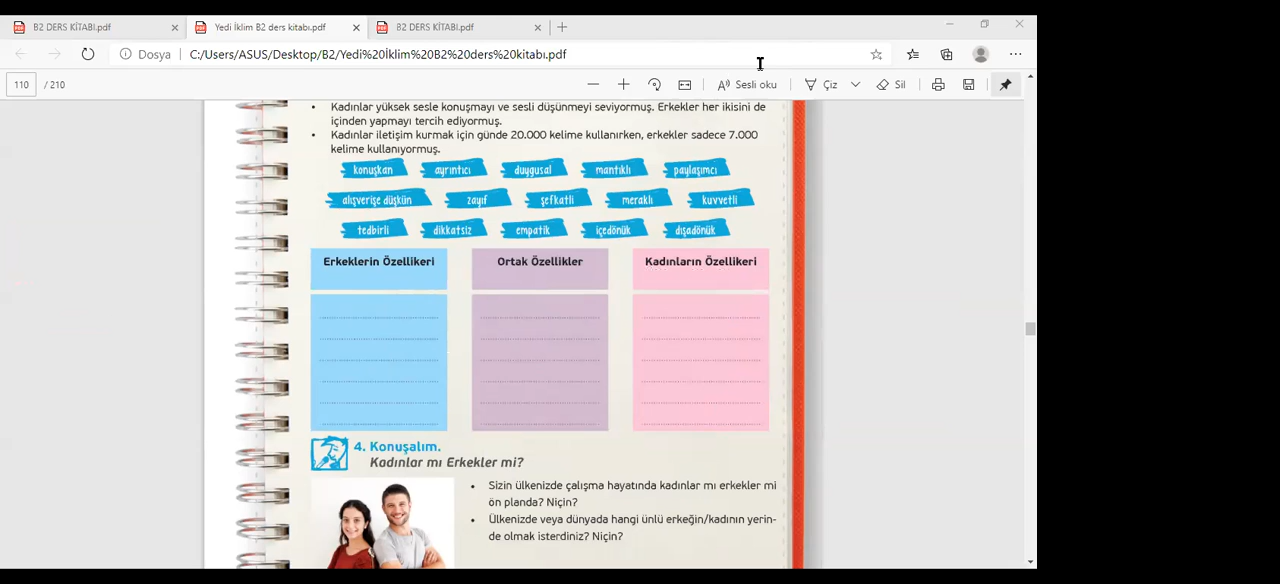 B2 DERS KİTABI.pdf
Yedi İklim B2 ders kitabı.pdf
B2 DERS KİTABI.pdf
Dosya
C:/Users/ASUS/Desktop/B2/Yedi%20İklim%20B2%20ders%20kitabı.pdf
110 / 210
Sesli oku
Çiz
Sil
• Kadınlar yüksek sesle konuşmayı ve sesli düşünmeyi seviyormuş. Erkekler her ikisini de
içinden yapmayı tercih ediyormuş.
• Kadınlar iletişim kurmak için günde 20.000 kelime kullanırken, erkekler sadece 7.000
kelime kullanıyormuş.
konuşkan ayrıntıcı duygusal mantıklı paylaşımcı
alışverişe düşkün zayıf şefkatli meraklı kuvvetli
tedbirli dikkatsiz empatik içedönük dışadönük
Erkeklerin Özellikeri Ortak Özellikler Kadınların Özellikeri
4. Konuşalım.
Kadınlar mı Erkekler mi?
• Sizin ülkenizde çalışma hayatında kadınlar mı erkekler mi
ön planda? Niçin?
• Ülkenizde veya dünyada hangi ünlü erkeğin/kadının yerin-
de olmak isterdiniz? Niçin?